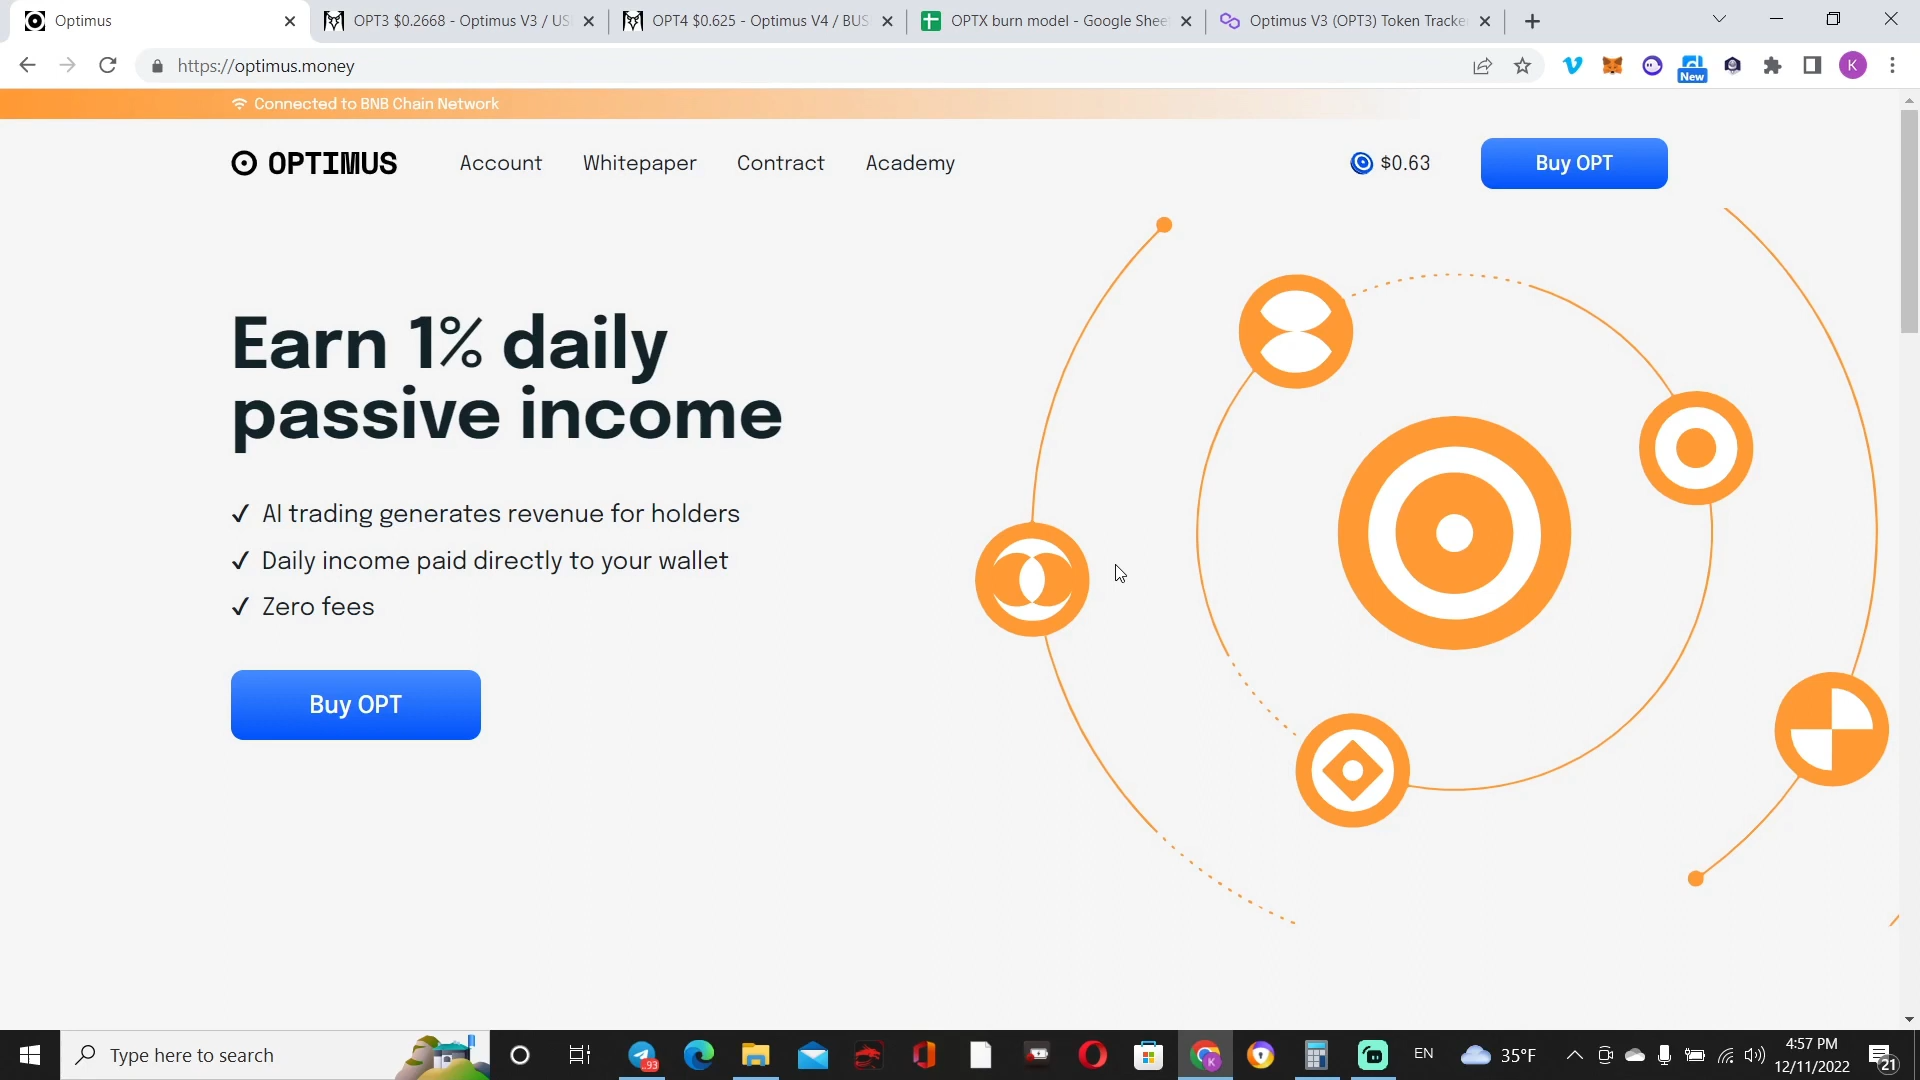 Optimus
OPT3 $0.2668 - Optimus V3 / US
OPT4 $0.625 - Optimus V4 / BUS
OPTX burn model - Google Shee
Optimus V3 (OPT3) Token Tracke
https://optimus.money
New
K
Connected to BNB Chain Network
OPTIMUS
Account
Whitepaper
Contract
Academy
$0.63
Buy OPT
Earn 1% daily
passive income
✓ AI trading generates revenue for holders
✓ Daily income paid directly to your wallet
✓ Zero fees
Buy OPT
Type here to search
93
K
EN
35°F
4:57 PM
12/11/2022
21